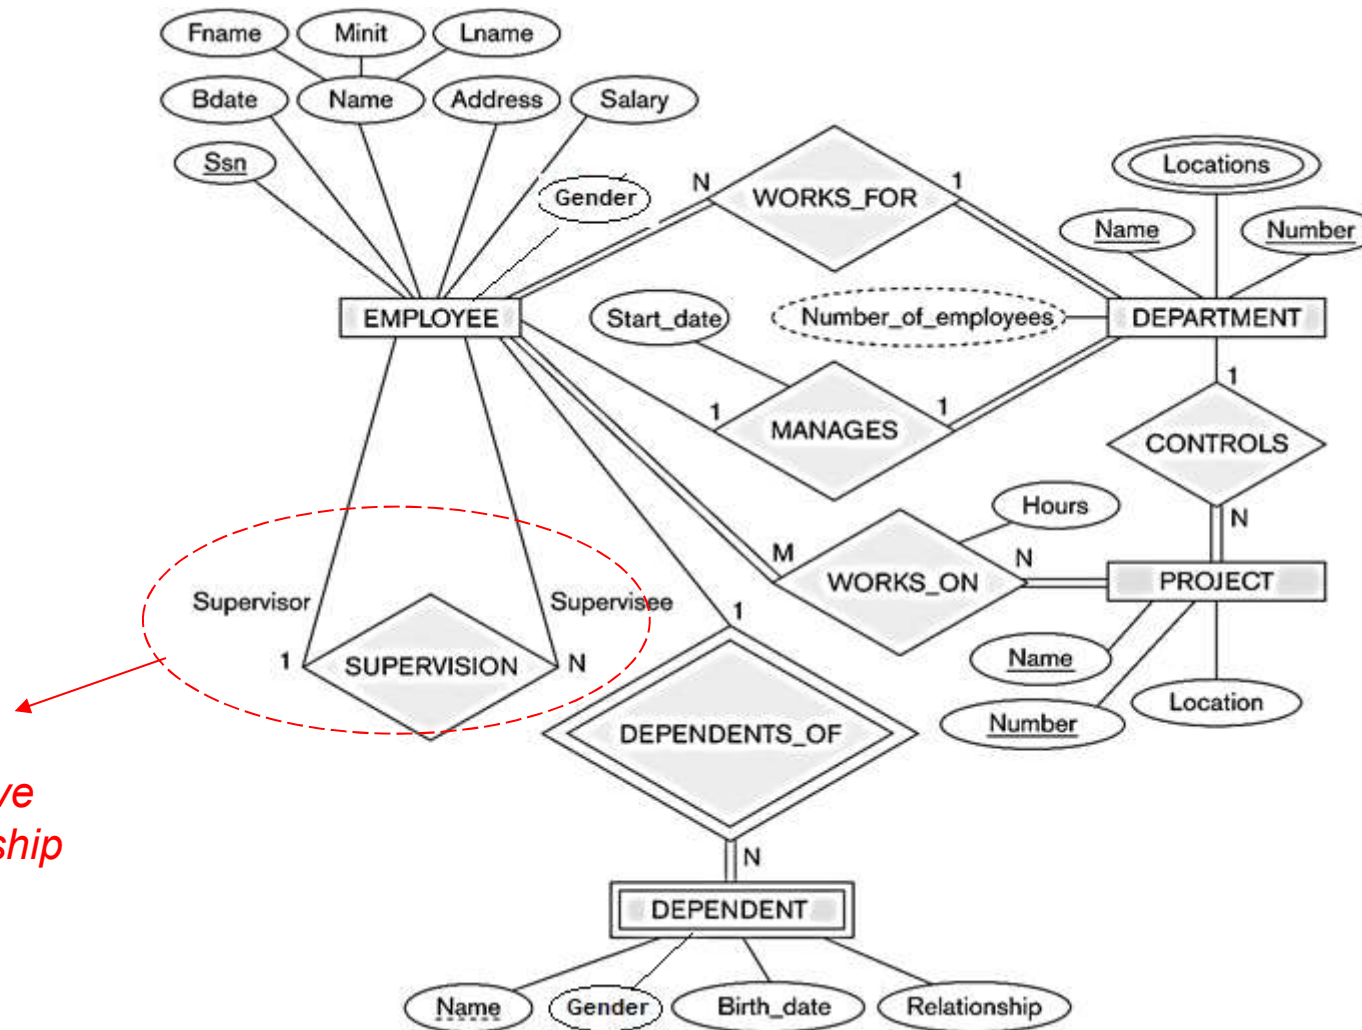 Fname Minit Lname
Bdate Name Address Salary
Ssn
Gender
N WORKS_FOR 1
Locations
Name Number
EMPLOYEE
Start_date
Number_of_employees
DEPARTMENT
1 MANAGES 1
1
CONTROLS
N
Hours
M WORKS_ON N
PROJECT
Name
Number
Location
Supervisor Supervisee
1 SUPERVISION N
1
DEPENDENTS_OF
N
DEPENDENT
Name Gender Birth_date Relationship
ve
ship